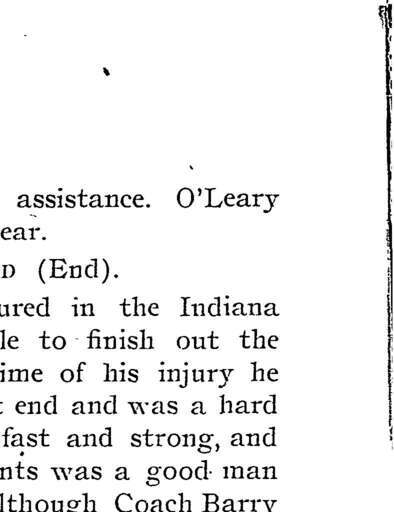 assistance. O'Leary
ear.
D (End).
ured in the Indiana
le to finish out the
ime of his injury he
t end and was a hard
fast and strong, and
nts was a good man
lthough Coach Barry